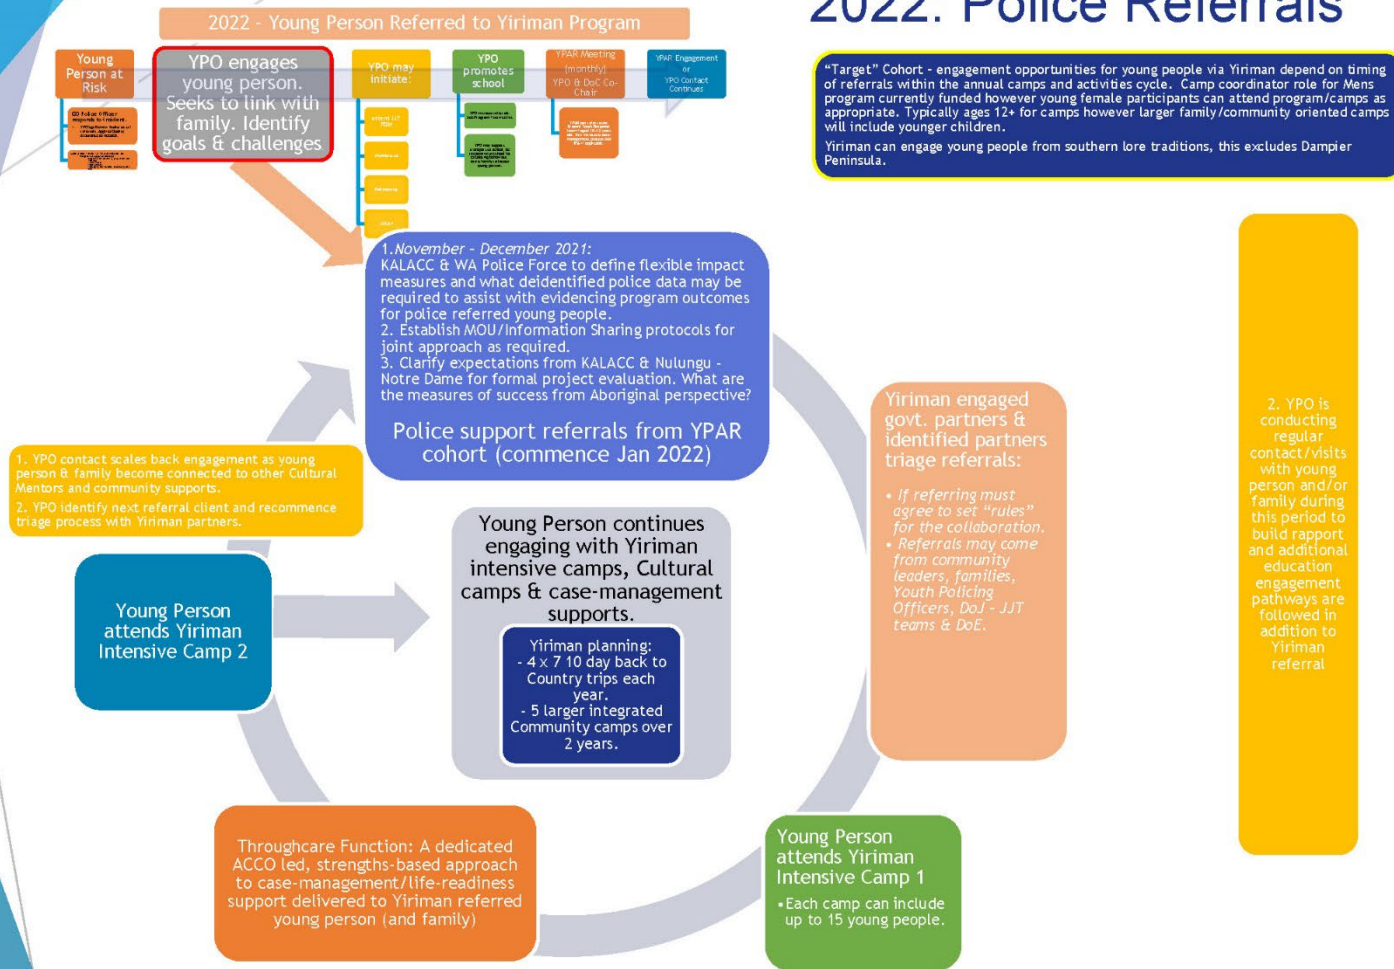 2022: Police Referrals
2022 - Young Person Referred to Yiriman Program
Young
Person at
Risk
YPO engages
young person.
Seeks to link with
family. Identify
goals & challenges
YPO may
initiate:
YPO
promotes
school
YPAR Meeting
(monthly)
YPO & DoC Co-
Chair
YPAR Engagement
or
YPO Contact
Continues
"Target" Cohort - engagement opportunities for young people via Yiriman depend on timing
of referrals within the annual camps and activities cycle. Camp coordinator role for Mens
program currently funded however young female participants can attend program/camps as
appropriate. Typically ages 12+ for camps however larger family/community oriented camps
will include younger children.
Yiriman can engage young people from southern lore traditions, this excludes Dampier
Peninsula.
1.November - December 2021:
KALACC & WA Police Force to define flexible impact
measures and what deidentified police data may be
required to assist with evidencing program outcomes
for police referred young people.
2. Establish MOU/Information Sharing protocols for
joint approach as required.
3. Clarify expectations from KALACC & Nulungu -
Notre Dame for formal project evaluation. What are
the measures of success from Aboriginal perspective?
Police support referrals from YPAR
cohort (commence Jan 2022)
Yiriman engaged
govt. partners &
identified partners
triage referrals:
• If referring must
agree to set "rules"
for the collaboration.
• Referrals may come
from community
leaders, families,
Youth Policing
Officers, DoJ - JJT
teams & DoE.
2. YPO is
conducting
regular
contact/visits
with young
person and/or
family during
this period to
build rapport
and additional
education
engagement
pathways are
followed in
addition to
Yiriman
referral
1. YPO contact scales back engagement as young
person & family become connected to other Cultural
Mentors and community supports.
2. YPO identify next referral client and recommence
triage process with Yiriman partners.
Young Person continues
engaging with Yiriman
intensive camps, Cultural
camps & case-management
supports.
Yiriman planning:
- 4 x 7 10 day back to
Country trips each
year.
- 5 larger integrated
Community camps over
2 years.
Young Person
attends Yiriman
Intensive Camp 2
Throughcare Function: A dedicated
ACCO led, strengths-based approach
to case-management/life-readiness
support delivered to Yiriman referred
young person (and family)
Young Person
attends Yiriman
Intensive Camp 1
•Each camp can include
up to 15 young people.